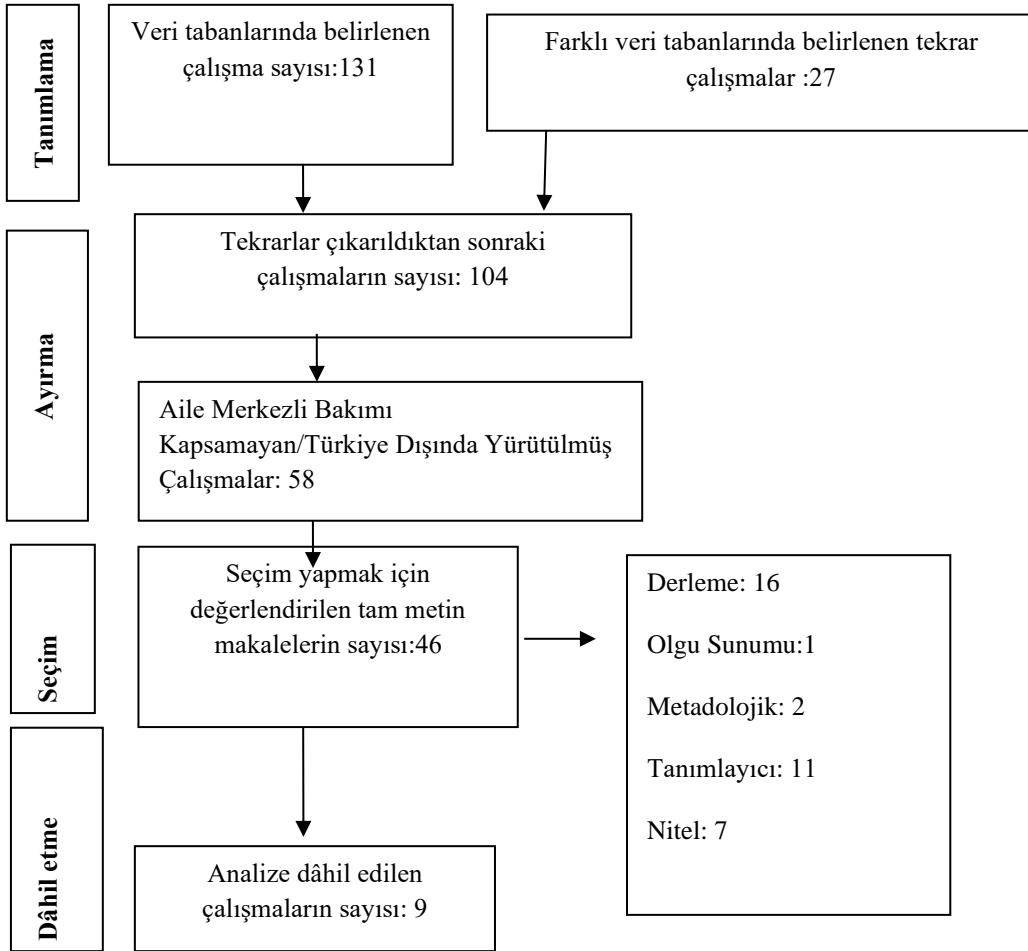 Tanımlama
Veri tabanlarında belirlenen
çalışma sayısı:131
Farklı veri tabanlarında belirlenen tekrar
çalışmalar :27
Ayırma
Tekrarlar çıkarıldıktan sonraki
çalışmaların sayısı: 104
Aile Merkezli Bakımı
Kapsamayan/Türkiye Dışında Yürütülmüş
Çalışmalar: 58
Seçim
Seçim yapmak için
değerlendirilen tam metin
makalelerin sayısı:46
Derleme: 16
Olgu Sunumu:1
Metadolojik: 2
Tanımlayıcı: 11
Nitel: 7
Dâhil etme
Analize dâhil edilen
çalışmaların sayısı: 9